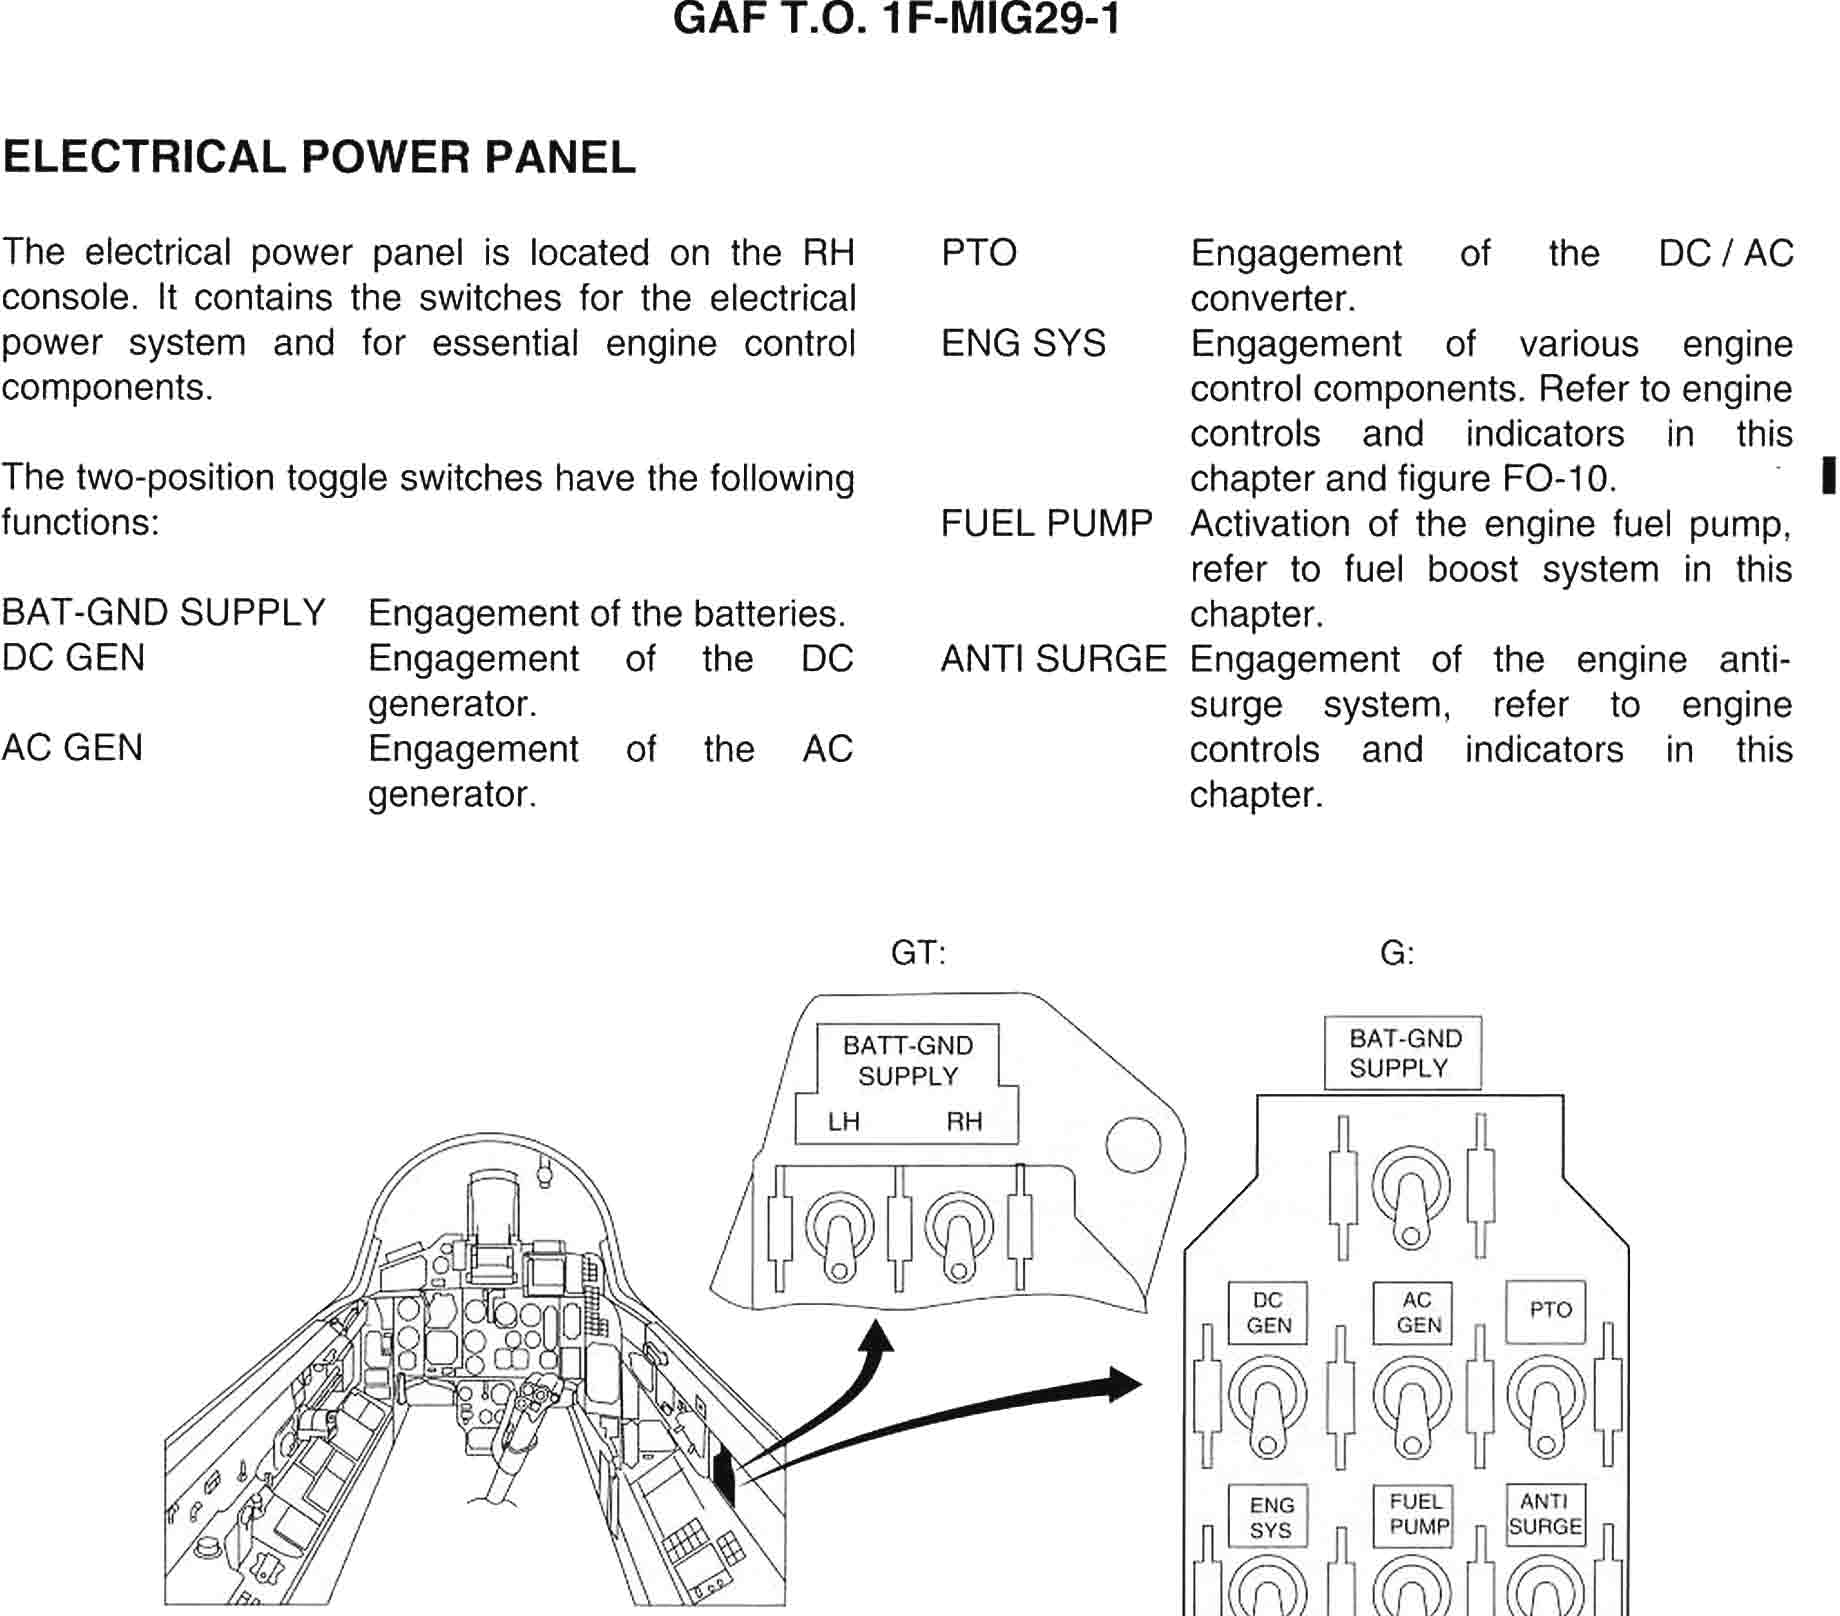 GAF T.O. 1F-MIG29-1
ELECTRICAL POWER PANEL
The electrical power panel is located on the RH
console. It contains the switches for the electrical
power system and for essential engine control
components.
The two-position toggle switches have the following
functions:
BAT-GND SUPPLY Engagement of the batteries.
DC GEN Engagement of the DC
generator.
AC GEN Engagement of the AC
generator.
PTO Engagement of the DC / AC
converter.
ENG SYS Engagement of various engine
control components. Refer to engine
controls and indicators in this
chapter and figure FO-10.
FUEL PUMP Activation of the engine fuel pump,
refer to fuel boost system in this
chapter.
ANTI SURGE Engagement of the engine anti-
surge system, refer to engine
controls and indicators in this
chapter.
GT:
BATT-GND
SUPPLY
LH RH
G:
BAT-GND
SUPPLY
DC
GEN
AC
GEN
PTO
ENG
SYS
FUEL
PUMP
ANTI
SURGE